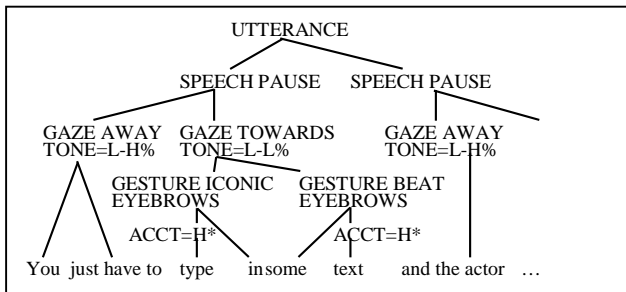 UTTERANCE
SPEECH PAUSE SPEECH PAUSE
GAZE AWAY GAZE TOWARDS GAZE AWAY
TONE=L-H% TONE=L-L% TONE=L-H%
GESTURE ICONIC GESTURE BEAT
EYEBROWS EYEBROWS
ACCT=H* ACCT=H*
You just have to type in some text and the actor …